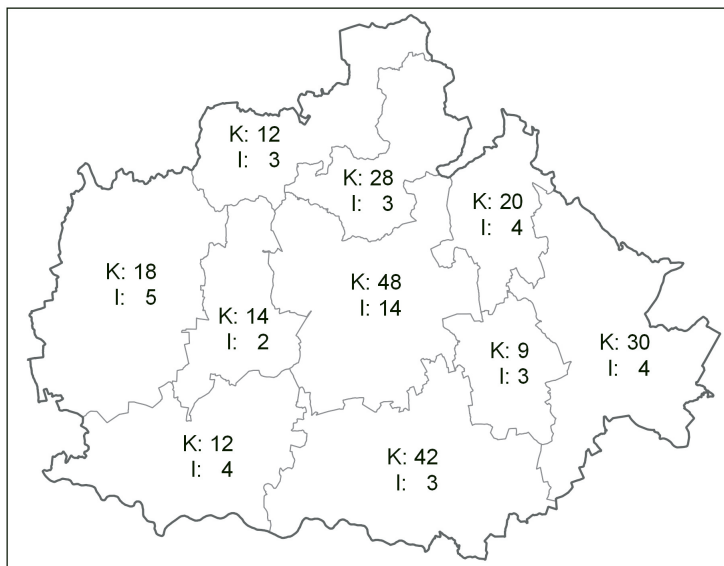 K: 12
I: 3
K: 28
I: 3
K: 20
I: 4
K: 18
I: 5
K: 48
I: 14
K: 14
I: 2
K: 9
I: 3
K: 30
I: 4
K: 12
I: 4
K: 42
I: 3